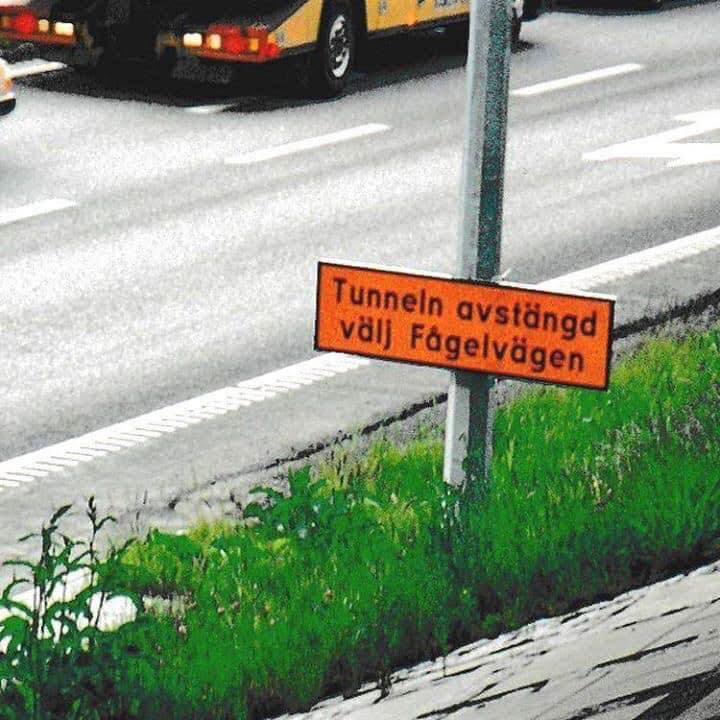 Tunneln avstängd
välj Fågelvägen